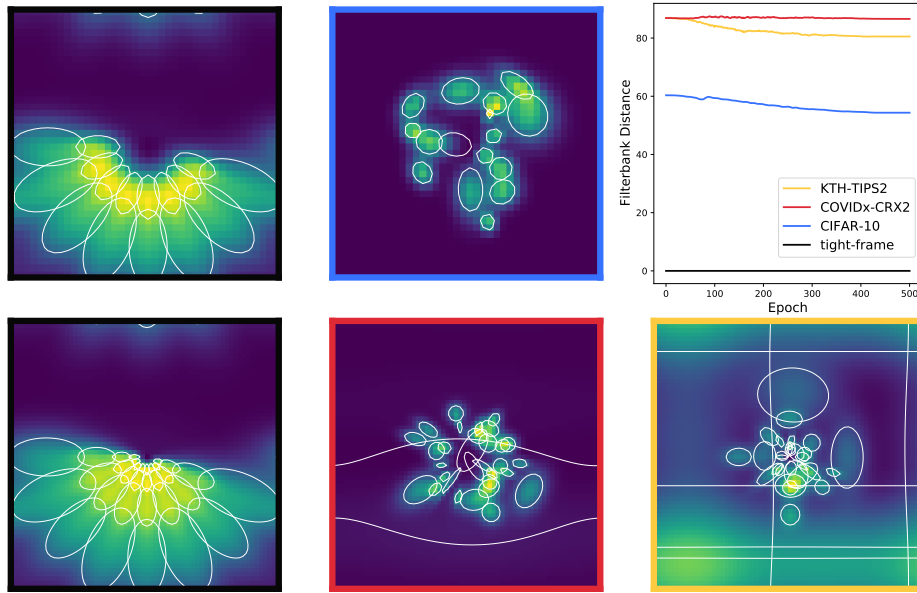 80
60
40
20
0
Filterbank Distance
KTH-TIPS2
COVIDx-CRX2
CIFAR-10
tight-frame
0 100 200 300 400 500
Epoch